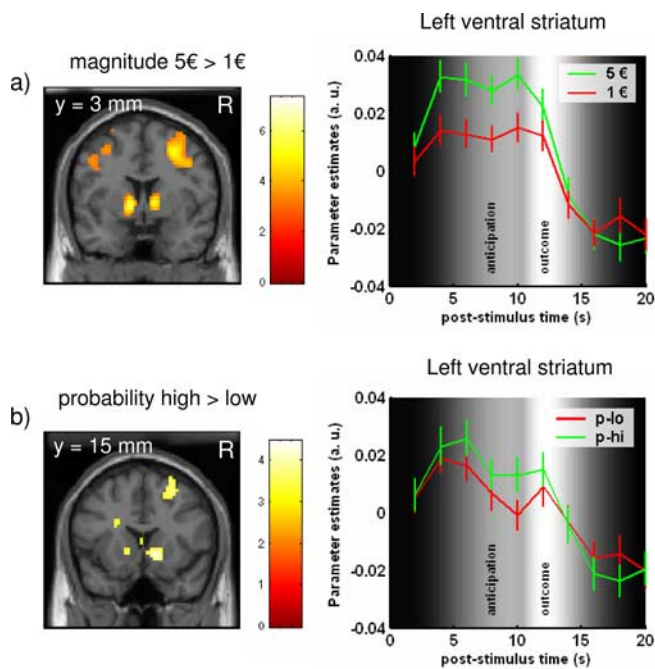 a)
magnitude 5€ > 1€
y = 3 mm
R
6
4
2
0
Left ventral striatum
Parameter estimates (a. u.)
0.04
0.02
0
-0.02
-0.04
5 €
1 €
anticipation
outcome
0 5 10 15 20
post-stimulus time (s)
b)
probability high > low
y = 15 mm
R
4
3
2
1
0
Left ventral striatum
Parameter estimates (a. u.)
0.04
0.02
0
-0.02
-0.04
p-lo
p-hi
anticipation
outcome
0 5 10 15 20
post-stimulus time (s)